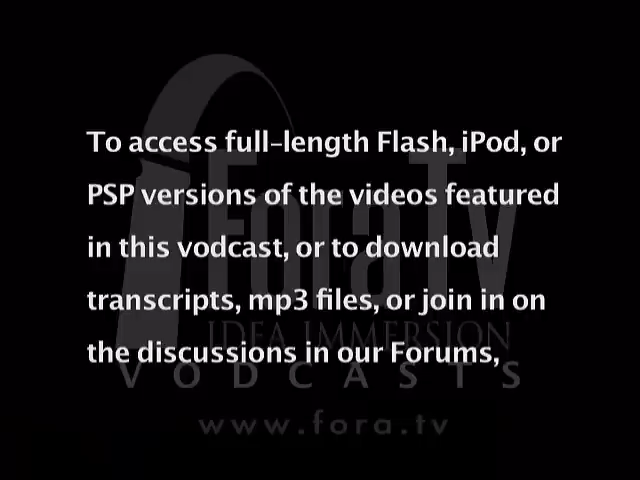 To access full-length Flash, iPod, or
PSP versions of the videos featured
in this vodcast, or to download
transcripts, mp3 files, or join in on
the discussions in our Forums,
ForaTv
IDEA IMMERSION
VODCASTS
www.fora.tv